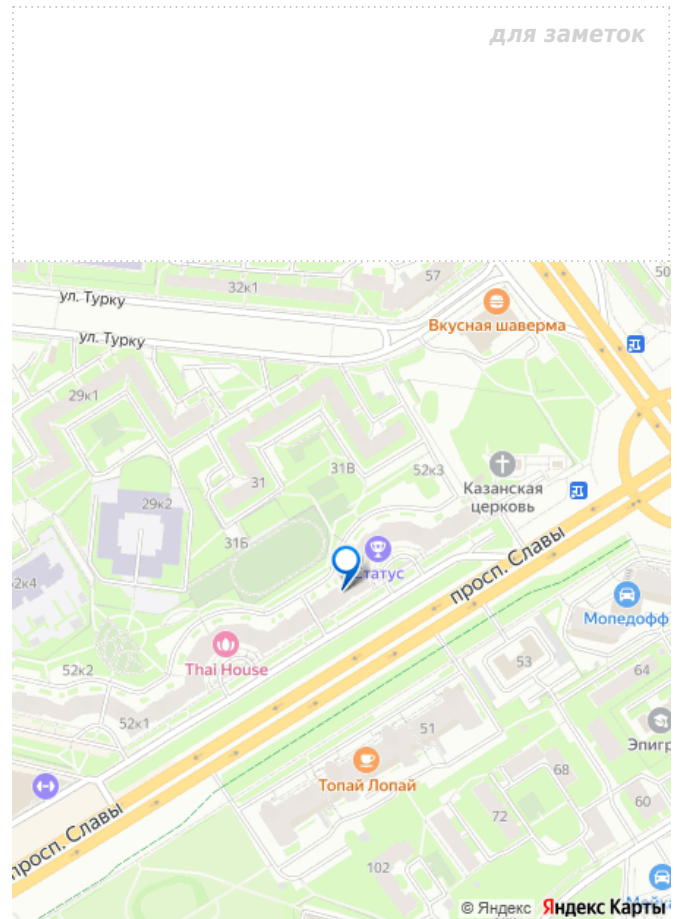 для заметок
ул. Турку
32к1
57
50
Вкусная шаверма
ул. Турку
29к1
31В
52к3
31
Казанская
церковь
29к2
31Б
просп. Славы
Статус
2к4
Мопедофф
Thai House
52к2
53
64
52к1
51
Эпигр
68
Топай Лопай
72
60
просп. Славы
102
© Яндекс Яндекс Карты